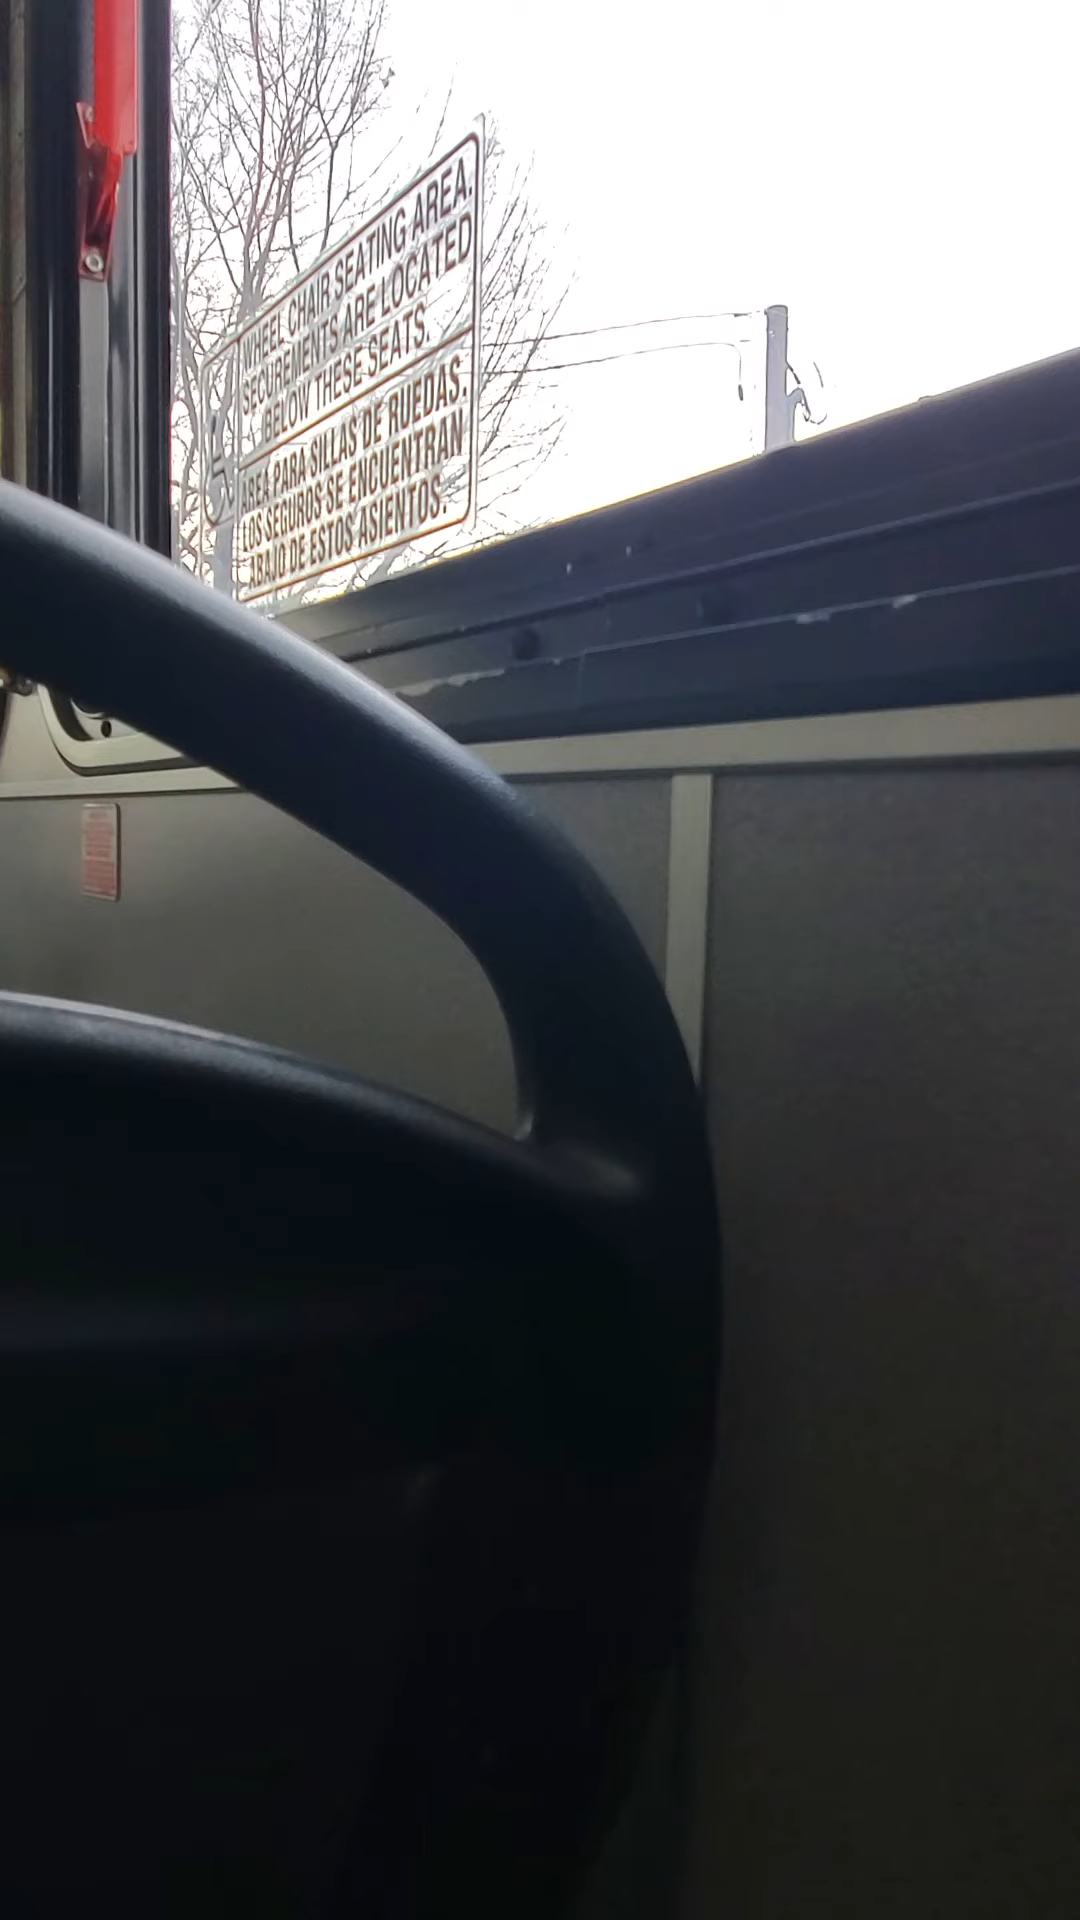 WHEEL CHAIR SEATING AREA.
SECUREMENTS ARE LOCATED
BELOW THESE SEATS.
AREA PARA SILLAS DE RUEDAS.
LOS SEGUROS SE ENCUENTRAN
ABAJO DE ESTOS ASIENTOS.